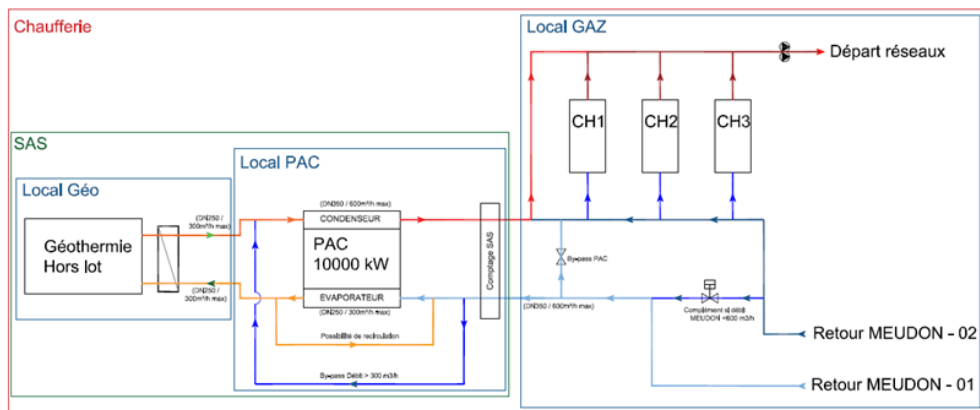 Chaufferie
Local GAZ
Départ réseaux
CH1
CH2
CH3
SAS
Local PAC
Local Géo
(DN250 /
300m³/h max)
(DN350 / 600m³/h max)
CONDENSEUR
Géothermie
Hors lot
PAC
10000 kW
Comptage SAS
By-pass PAC
EVAPORATEUR
(DN250 /
300m³/h max)
(DN250 / 300m³/h max)
(DN350 / 600m³/h max)
Complément si débit
MEUDON <600 m3/h
Possibilité de recirculation
Retour MEUDON - 02
By-pass Débit > 300 m3/h
Retour MEUDON - 01